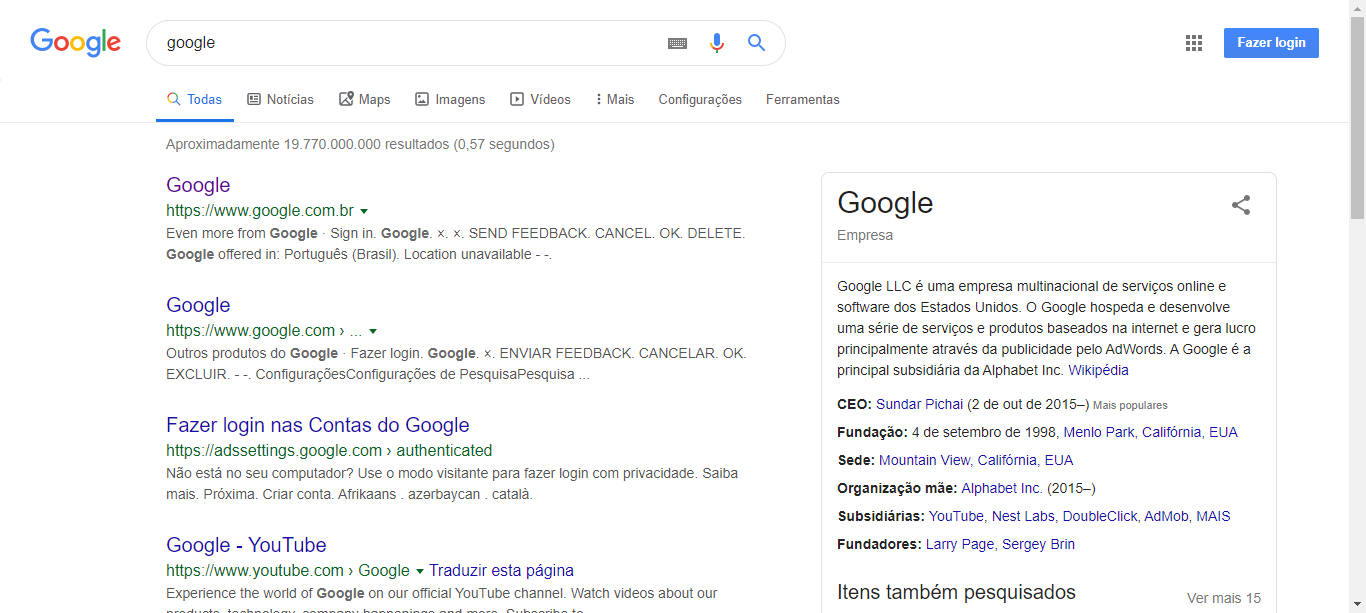 Google
google
Fazer login
Todas
Notícias
Maps
Imagens
Vídeos
Mais
Configurações
Ferramentas
Aproximadamente 19.770.000.000 resultados (0,57 segundos)
Google
https://www.google.com.br
Even more from Google · Sign in. Google. ×. ×. SEND FEEDBACK. CANCEL. OK. DELETE.
Google offered in: Português (Brasil). Location unavailable - -.
Google
https://www.google.com › ...
Outros produtos do Google · Fazer login. Google. ×. ENVIAR FEEDBACK. CANCELAR. OK.
EXCLUIR. - -. ConfiguraçõesConfigurações de PesquisaPesquisa ...
Fazer login nas Contas do Google
https://adssettings.google.com › authenticated
Não está no seu computador? Use o modo visitante para fazer login com privacidade. Saiba
mais. Próxima. Criar conta. Afrikaans . azərbaycan . català.
Google - YouTube
https://www.youtube.com › Google Traduzir esta página
Experience the world of Google on our official YouTube channel. Watch videos about our
products, technology, company happenings and more. Subscribe to
Google
Empresa
Google LLC é uma empresa multinacional de serviços online e
software dos Estados Unidos. O Google hospeda e desenvolve
uma série de serviços e produtos baseados na internet e gera lucro
principalmente através da publicidade pelo AdWords. A Google é a
principal subsidiária da Alphabet Inc. Wikipédia
CEO: Sundar Pichai (2 de out de 2015–) Mais populares
Fundação: 4 de setembro de 1998, Menlo Park, Califórnia, EUA
Sede: Mountain View, Califórnia, EUA
Organização mãe: Alphabet Inc. (2015–)
Subsidiárias: YouTube, Nest Labs, DoubleClick, AdMob, MAIS
Fundadores: Larry Page, Sergey Brin
Itens também pesquisados
Ver mais 15